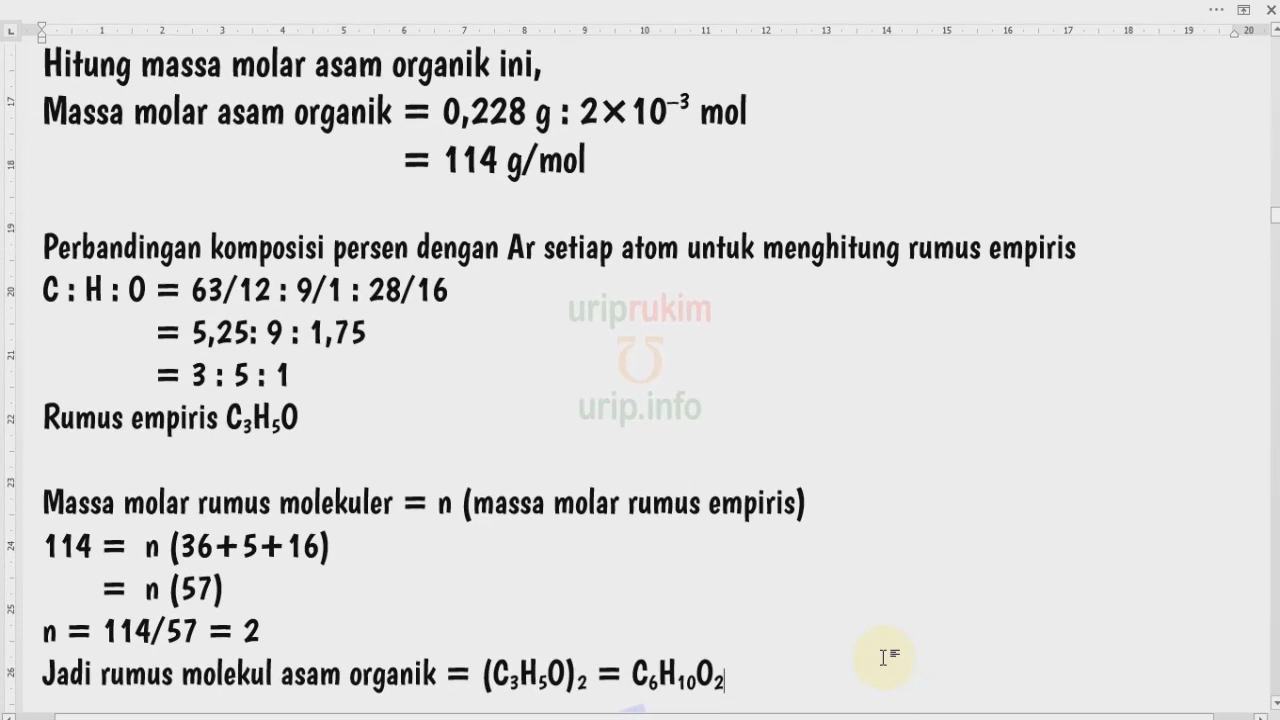 Hitung massa molar asam organik ini,
Massa molar asam organik = 0,228 g : 2×10⁻³ mol
= 114 g/mol
Perbandingan komposisi persen dengan Ar setiap atom untuk menghitung rumus empiris
C : H : O = 63/12 : 9/1 : 28/16
= 5,25: 9 : 1,75
= 3 : 5 : 1
Rumus empiris C₃H₅O
uriprukim
urip.info
Massa molar rumus molekuler = n (massa molar rumus empiris)
114 = n (36+5+16)
= n (57)
n = 114/57 = 2
Jadi rumus molekul asam organik = (C₃H₅O)₂ = C₆H₁₀O₂